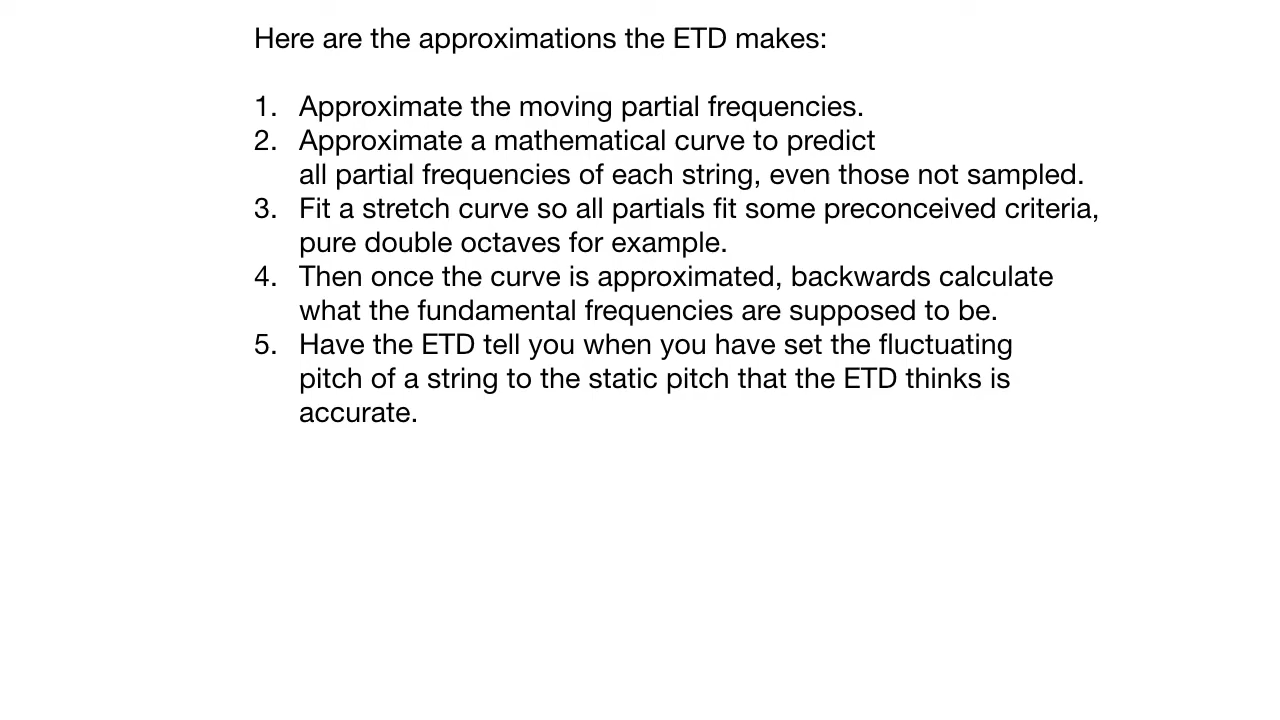 Here are the approximations the ETD makes:
1. Approximate the moving partial frequencies.
2. Approximate a mathematical curve to predict
all partial frequencies of each string, even those not sampled.
3. Fit a stretch curve so all partials fit some preconceived criteria,
pure double octaves for example.
4. Then once the curve is approximated, backwards calculate
what the fundamental frequencies are supposed to be.
5. Have the ETD tell you when you have set the fluctuating
pitch of a string to the static pitch that the ETD thinks is
accurate.